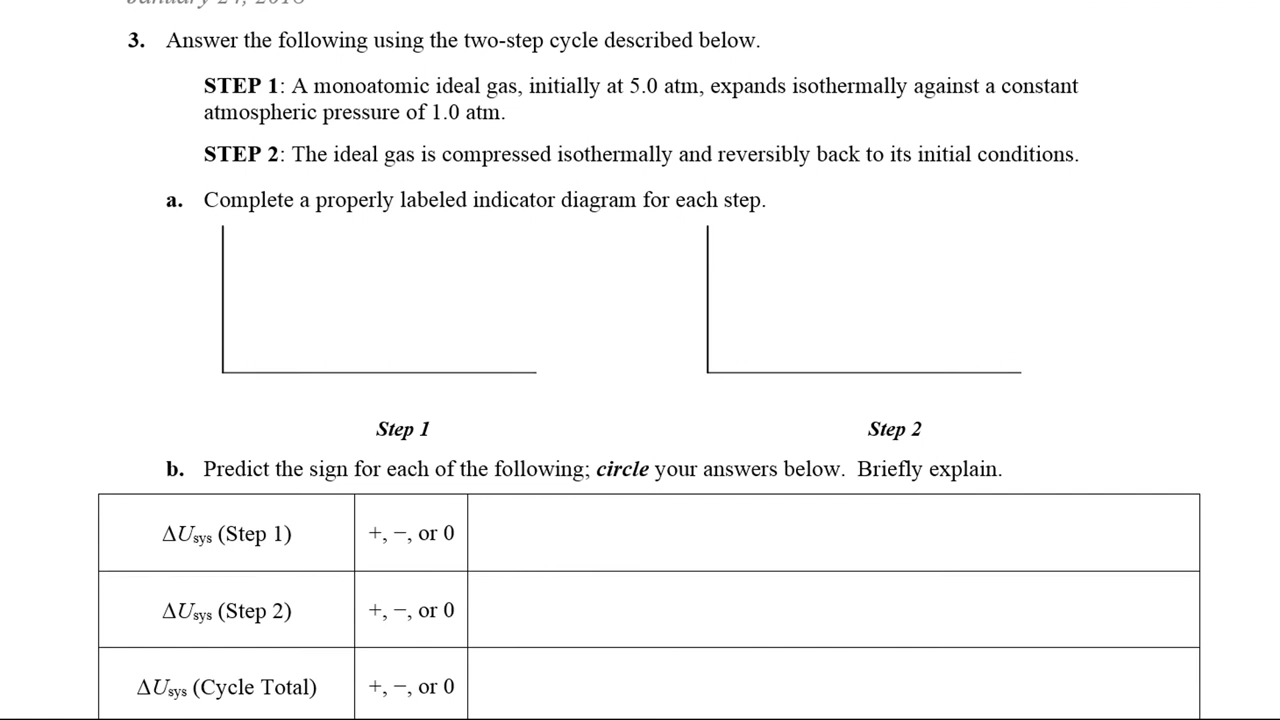 January 24, 2018
3. Answer the following using the two-step cycle described below.
STEP 1: A monoatomic ideal gas, initially at 5.0 atm, expands isothermally against a constant
atmospheric pressure of 1.0 atm.
STEP 2: The ideal gas is compressed isothermally and reversibly back to its initial conditions.
a. Complete a properly labeled indicator diagram for each step.
Step 1
Step 2
b. Predict the sign for each of the following; circle your answers below. Briefly explain.
ΔUsys (Step 1) +, −, or 0
ΔUsys (Step 2) +, −, or 0
ΔUsys (Cycle Total) +, −, or 0